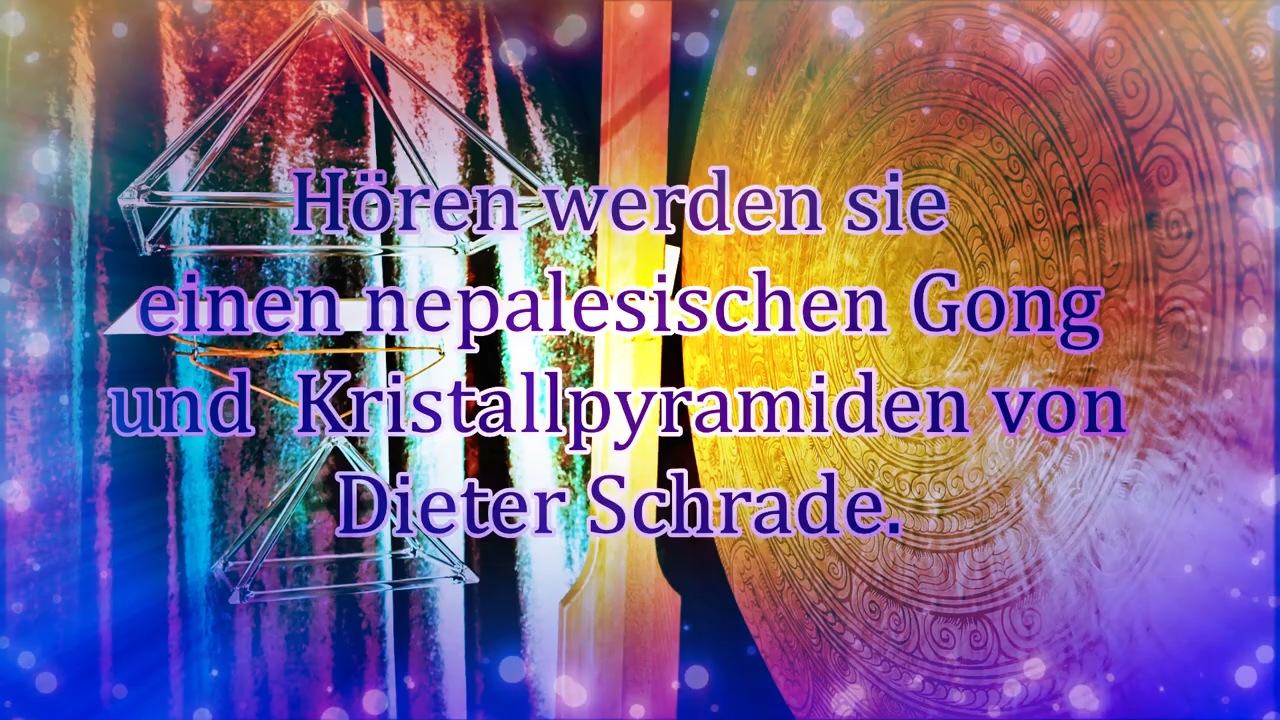 Hören werden sie
einen nepalesischen Gong
und Kristallpyramiden von
Dieter Schrade.